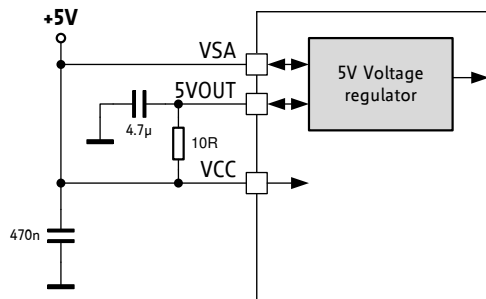 +5V
VSA
5V Voltage
regulator
5VOUT
4.7µ
10R
VCC
470n